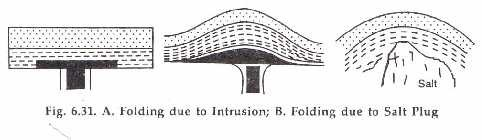 Salt
Fig. 6.31. A. Folding due to Intrusion; B. Folding due to Salt Plug